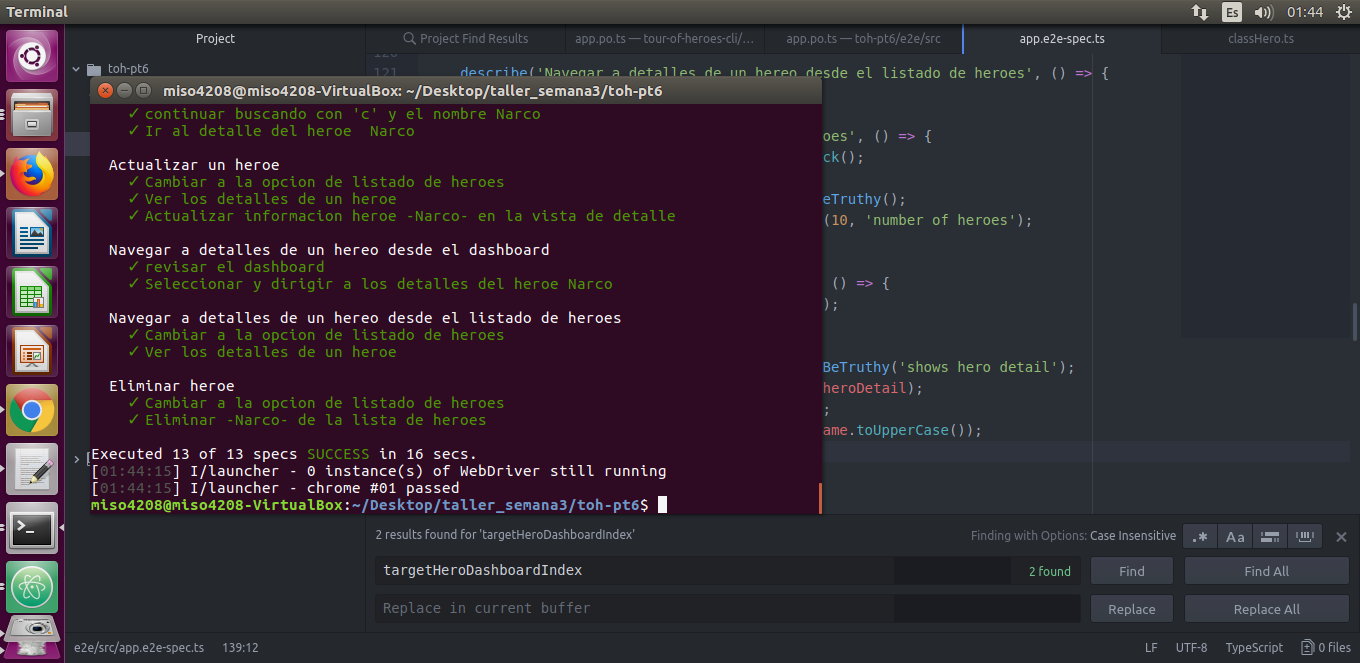 Terminal
Es
01:44
Project
Project Find Results
app.po.ts — tour-of-heroes-cli/...
app.po.ts — toh-pt6/e2e/src
app.e2e-spec.ts
classHero.ts
toh-pt6
121
describe('Navegar a detalles de un hereo desde el listado de heroes', () => {
miso4208@miso4208-VirtualBox: ~/Desktop/taller_semana3/toh-pt6
✓ continuar buscando con 'c' y el nombre Narco
✓ Ir al detalle del heroe  Narco
Actualizar un heroe
✓ Cambiar a la opcion de listado de heroes
✓ Ver los detalles de un heroe
✓ Actualizar informacion heroe -Narco- en la vista de detalle
Navegar a detalles de un hereo desde el dashboard
✓ revisar el dashboard
✓ Seleccionar y dirigir a los detalles del heroe Narco
Navegar a detalles de un hereo desde el listado de heroes
✓ Cambiar a la opcion de listado de heroes
✓ Ver los detalles de un heroe
Eliminar heroe
✓ Cambiar a la opcion de listado de heroes
✓ Eliminar -Narco- de la lista de heroes
Executed 13 of 13 specs SUCCESS in 16 secs.
[01:44:15] I/launcher - 0 instance(s) of WebDriver still running
[01:44:15] I/launcher - chrome #01 passed
miso4208@miso4208-VirtualBox:~/Desktop/taller_semana3/toh-pt6$
oes', () => {
ck();
eTruthy();
(10, 'number of heroes');
() => {
);
BeTruthy('shows hero detail');
heroDetail);
;
ame.toUpperCase());
2 results found for 'targetHeroDashboardIndex'
Finding with Options: Case Insensitive
.*
Aa
targetHeroDashboardIndex
2 found
Find
Find All
Replace in current buffer
Replace
Replace All
e2e/src/app.e2e-spec.ts
139:12
LF
UTF-8
TypeScript
0 files